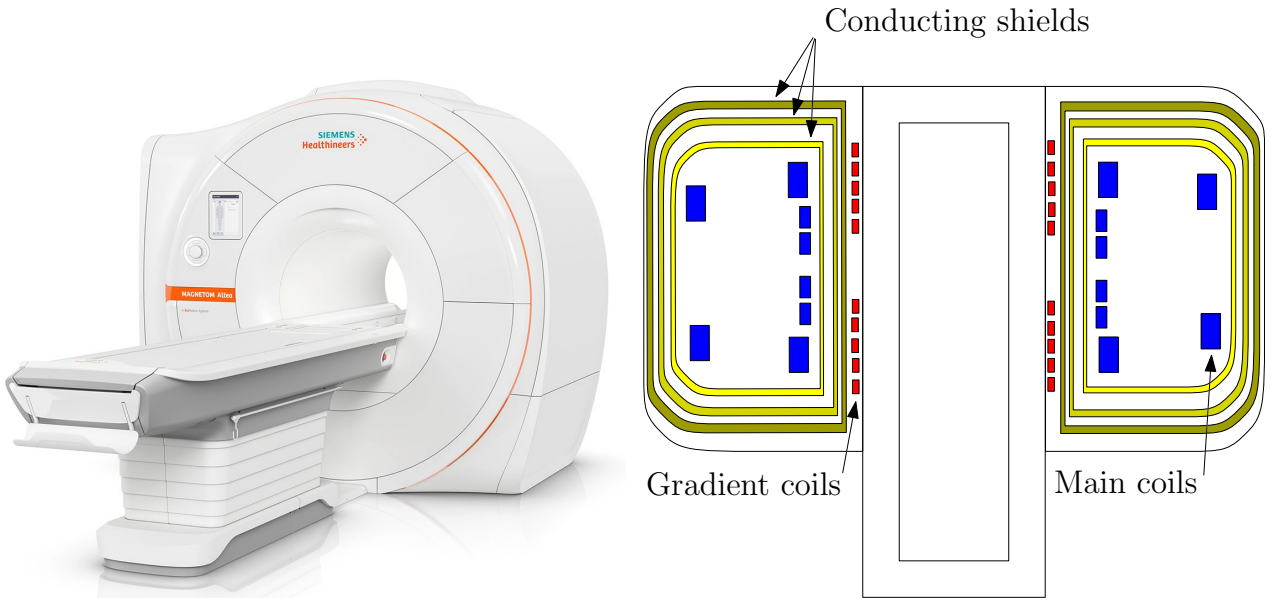 Conducting shields
SIEMENS
Healthineers
MAGNETOM Altea
Gradient coils
Main coils